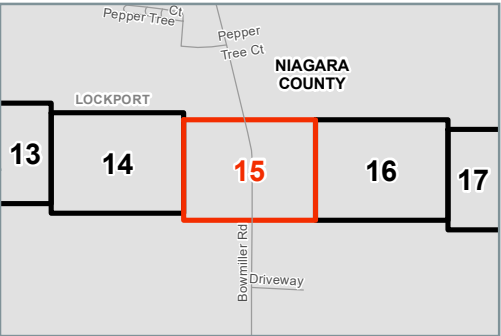 Ct
Pepper Tree
Pepper
Tree Ct
NIAGARA
COUNTY
LOCKPORT
13
14
15
16
17
Bowmiller Rd
Driveway